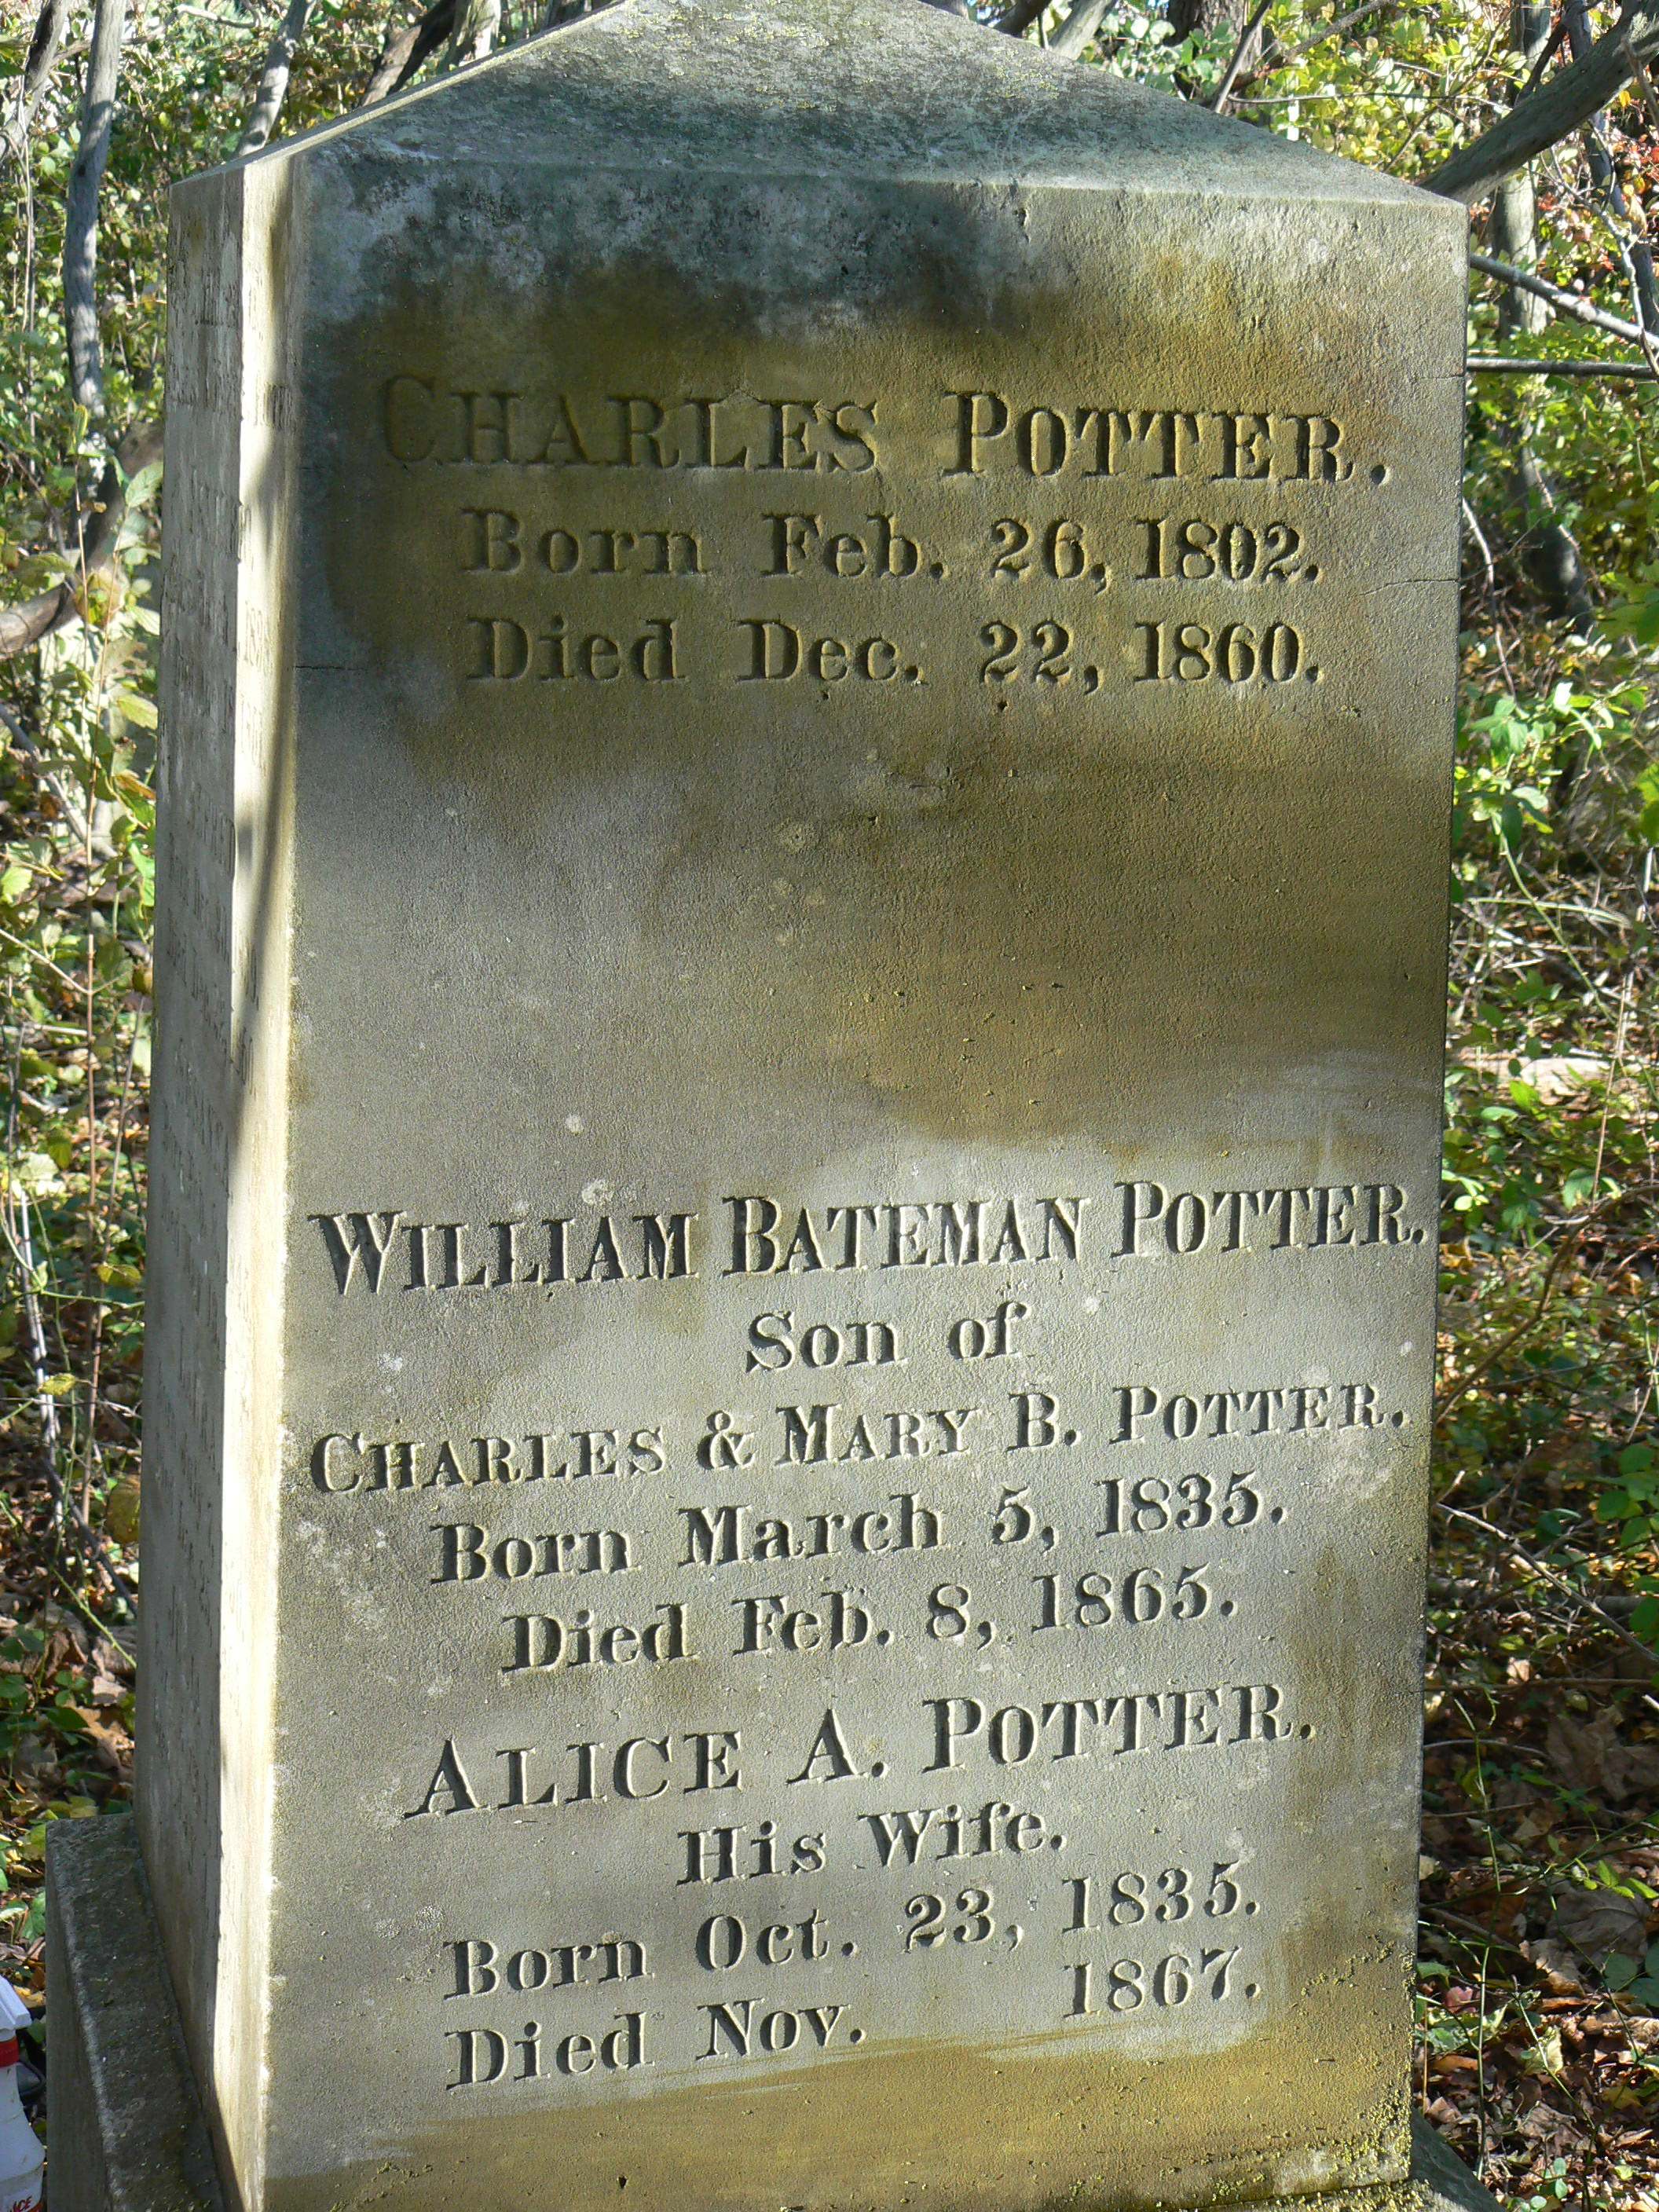 CHARLES POTTER.
Born Feb. 26, 1802.
Died Dec. 22, 1860.
WILLIAM BATEMAN POTTER.
Son of
CHARLES & MARY B. POTTER.
Born March 5, 1835.
Died Feb. 8, 1865.
ALICE A. POTTER.
His Wife.
Born Oct. 23, 1835.
Died Nov. 1867.